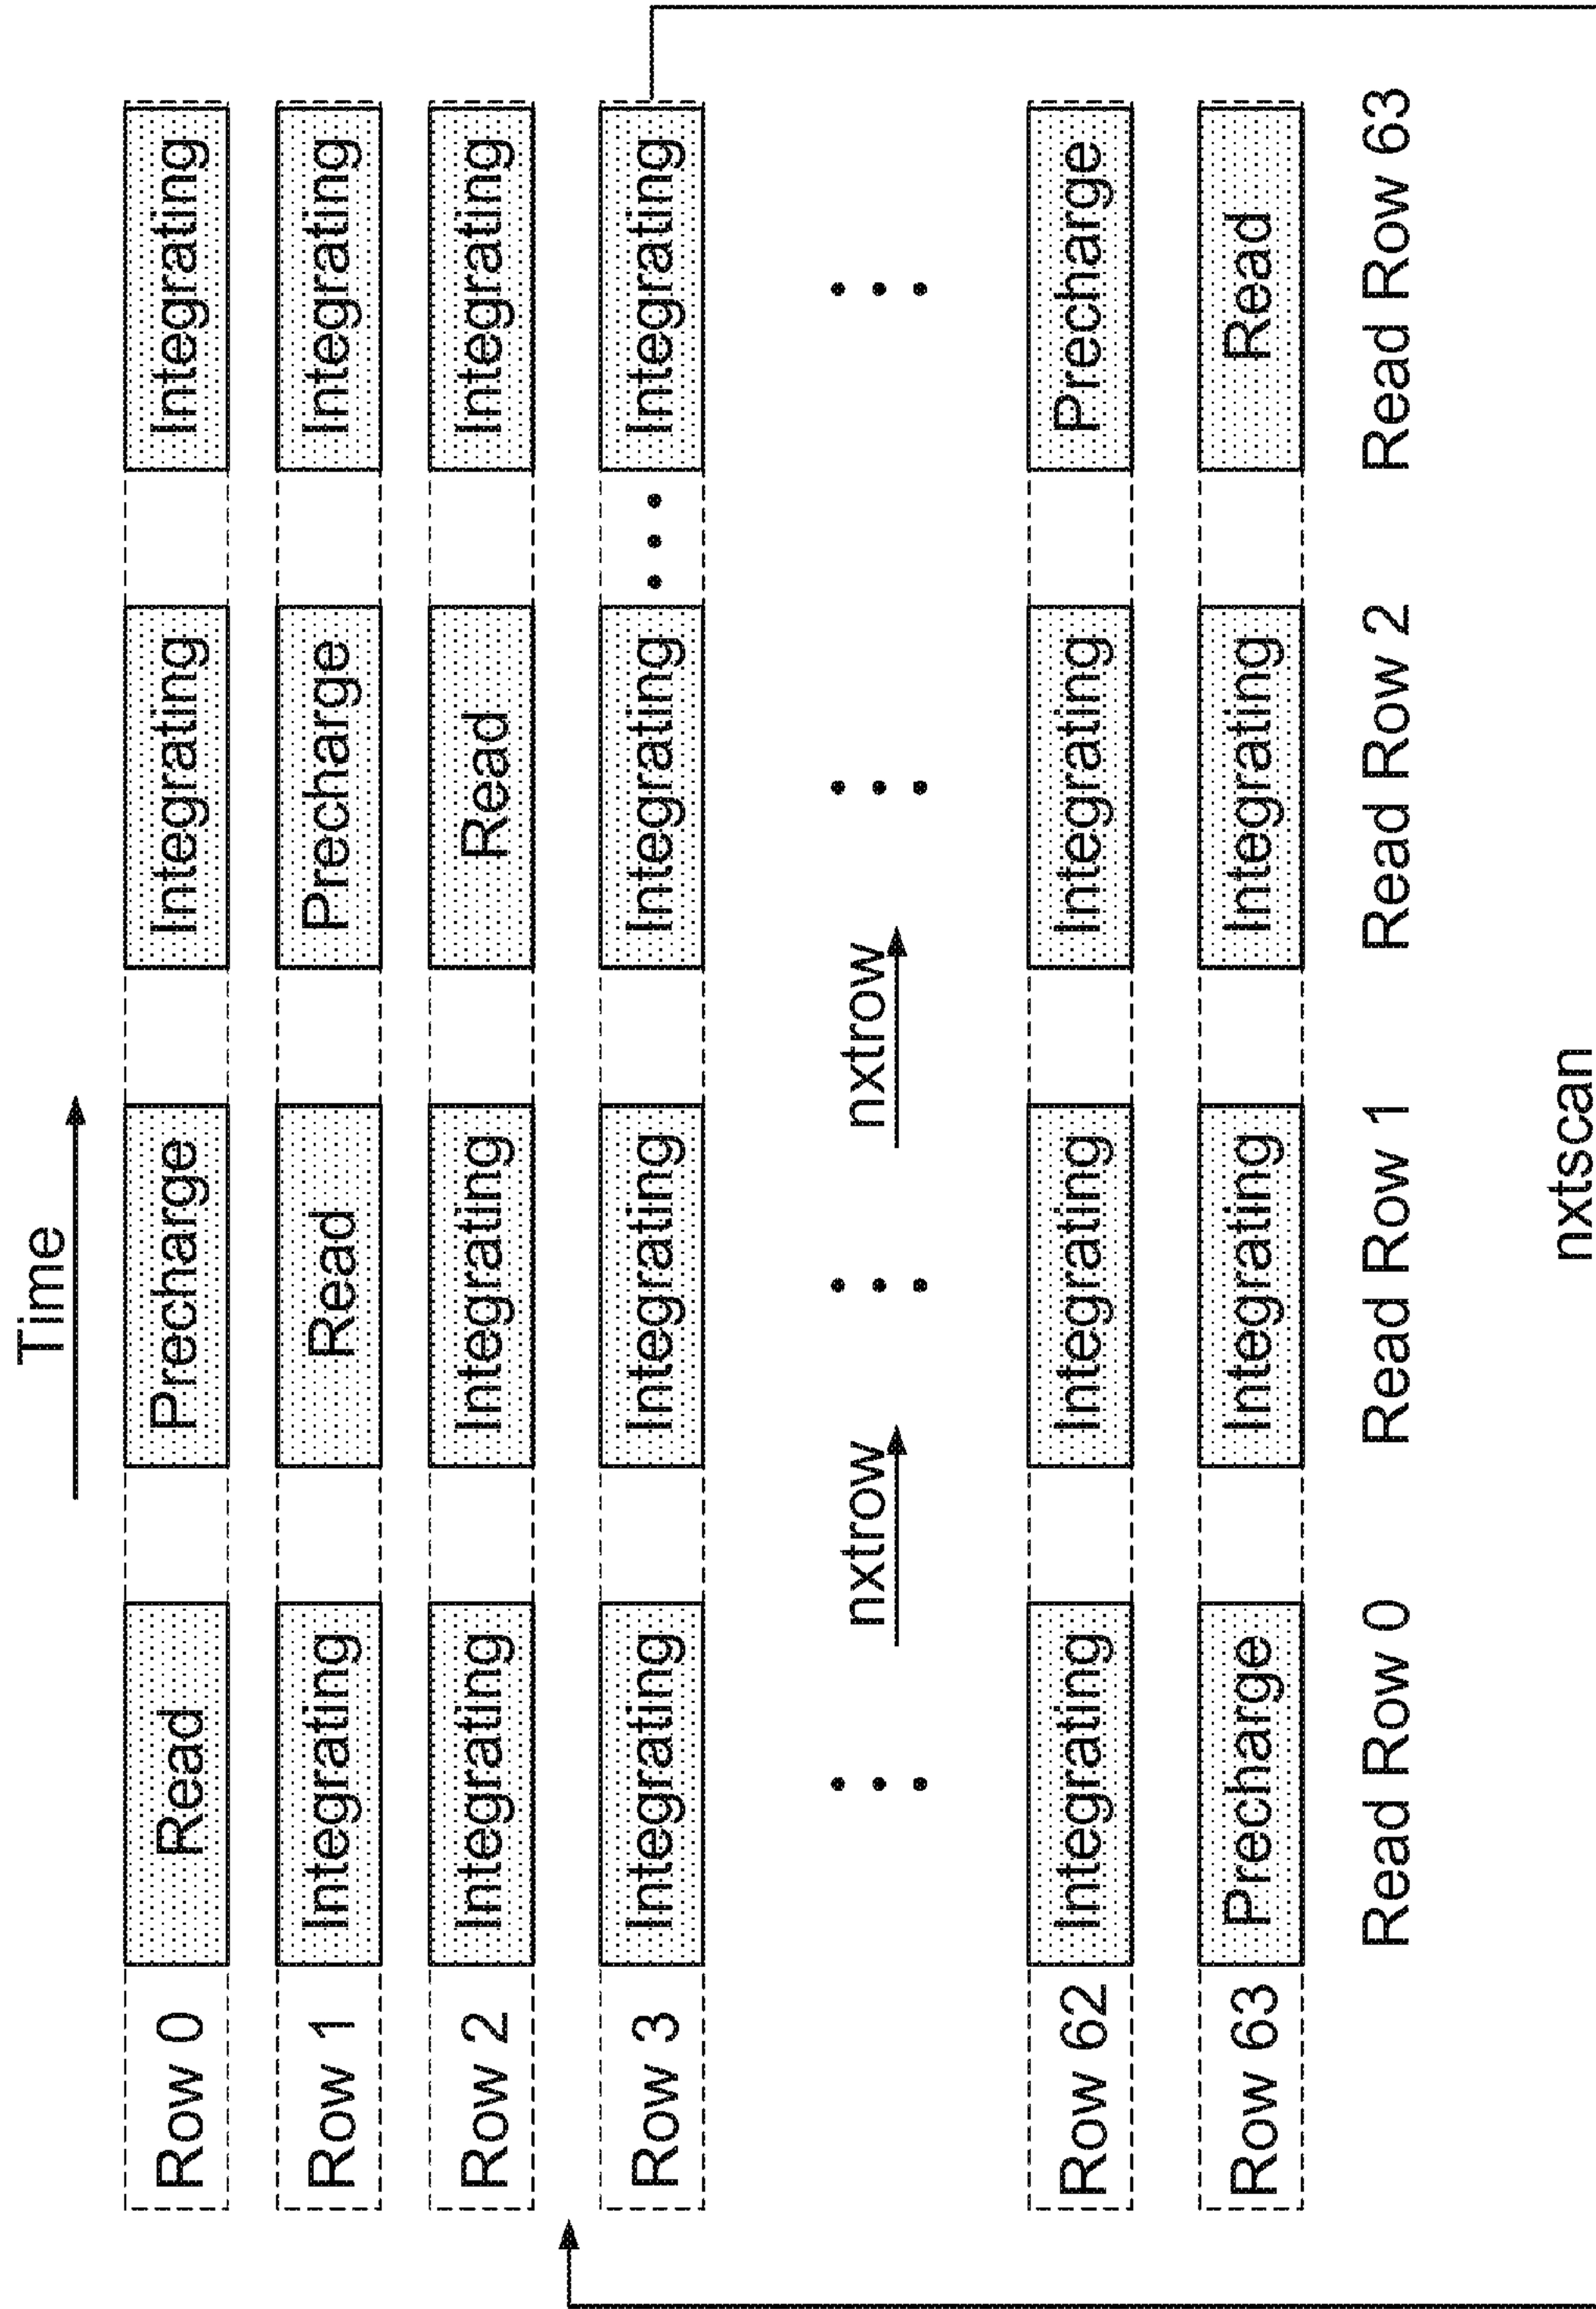 Time
Row 0 Read Precharge Integrating Integrating
Row 1 Integrating Read Precharge Integrating
Row 2 Integrating Integrating Read Integrating
Row 3 Integrating Integrating Integrating Integrating
nxtrow nxtrow
Row 62 Integrating Integrating Integrating Precharge
Row 63 Precharge Integrating Integrating Read
Read Row 0 Read Row 1 Read Row 2 Read Row 63
nxtscan